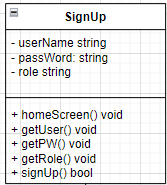 SignUp
- userName string
- passWord: string
- role string
+ homeScreen() void
+ getUser() void
+ getPW() void
+ getRole() void
+ signUp() bool